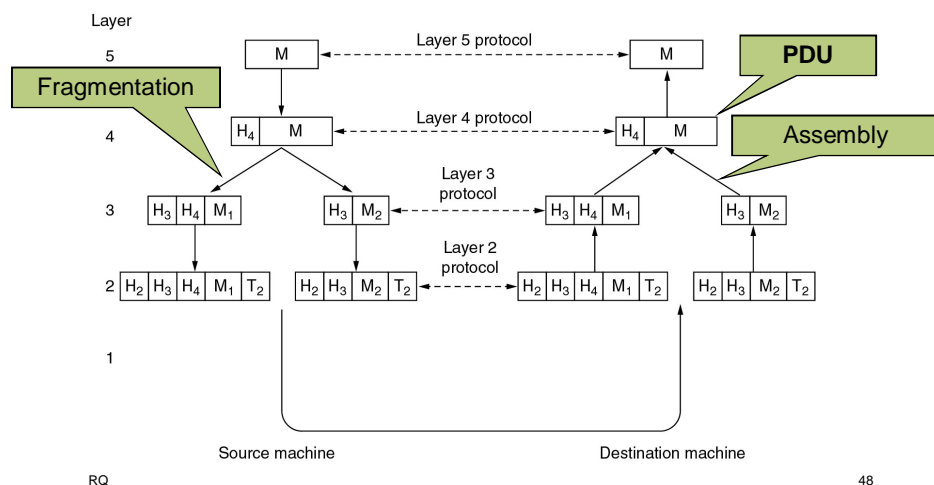 Layer
5 M Layer 5 protocol M
PDU
Fragmentation
4 H₄ M Layer 4 protocol H₄ M
Assembly
Layer 3
protocol
3 H₃ H₄ M₁ H₃ M₂ H₃ H₄ M₁ H₃ M₂
Layer 2
protocol
2 H₂ H₃ H₄ M₁ T₂ H₂ H₃ M₂ T₂ H₂ H₃ H₄ M₁ T₂ H₂ H₃ M₂ T₂
1
Source machine Destination machine
RQ 48